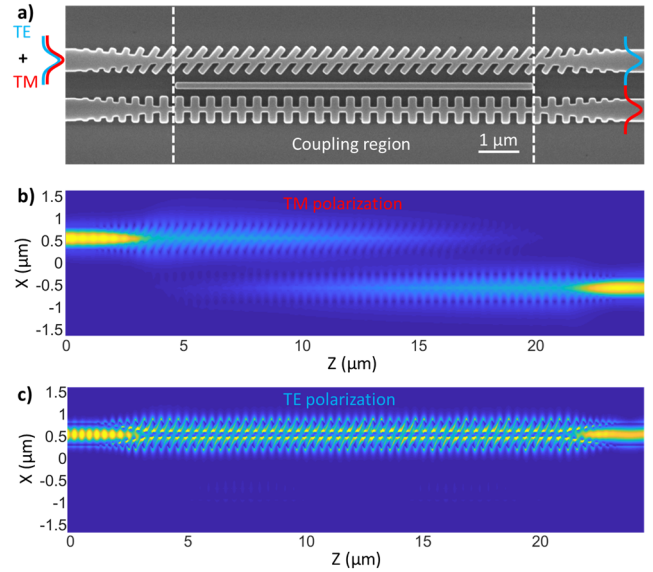 a)
TE
+
TM
Coupling region
1 µm
b)
TM polarization
X (µm)
1.5
1
0.5
0
-0.5
-1
-1.5
0 5 10 15 20
Z (µm)
c)
TE polarization
X (µm)
1.5
1
0.5
0
-0.5
-1
-1.5
0 5 10 15 20
Z (µm)